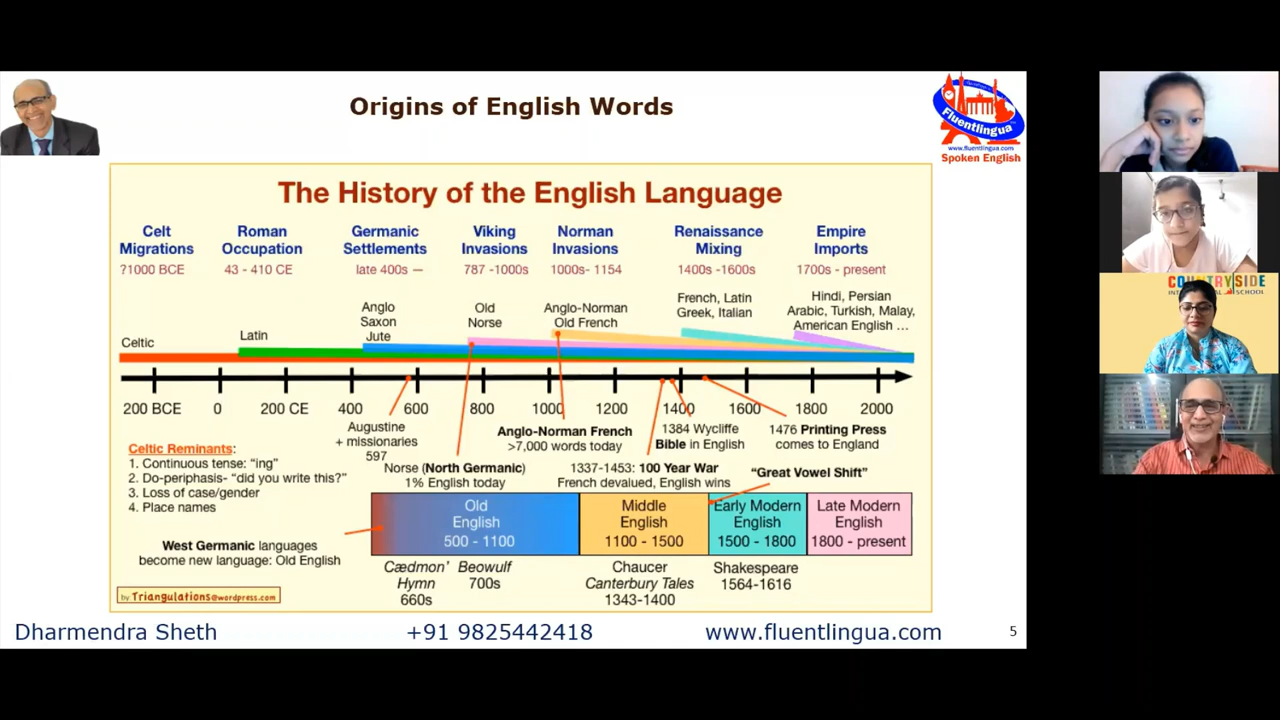 Origins of English Words
Fluentlingua
www.fluentlingua.com
Spoken English
The History of the English Language
Celt Migrations
?1000 BCE
Roman Occupation
43 - 410 CE
Germanic Settlements
late 400s —
Viking Invasions
787 -1000s
Norman Invasions
1000s- 1154
Renaissance Mixing
1400s -1600s
Empire Imports
1700s - present
Celtic
Latin
Anglo
Saxon
Jute
Old
Norse
Anglo-Norman
Old French
French, Latin
Greek, Italian
Hindi, Persian
Arabic, Turkish, Malay,
American English ...
200 BCE 0 200 CE 400 600 800 1000 1200 1400 1600 1800 2000
Augustine
+ missionaries
597
Norse (North Germanic)
1% English today
Anglo-Norman French
>7,000 words today
1337-1453: 100 Year War
French devalued, English wins
1384 Wycliffe
Bible in English
1476 Printing Press
comes to England
"Great Vowel Shift"
Celtic Reminants:
1. Continuous tense: "ing"
2. Do-periphasis- "did you write this?"
3. Loss of case/gender
4. Place names
West Germanic languages
become new language: Old English
Old
English
500 - 1100
Middle
English
1100 - 1500
Early Modern
English
1500 - 1800
Late Modern
English
1800 - present
Cædmon'
Hymn
660s
Beowulf
700s
Chaucer
Canterbury Tales
1343-1400
Shakespeare
1564-1616
by Triangulations@wordpress.com
Dharmendra Sheth +91 9825442418 www.fluentlingua.com 5
SCHOOL